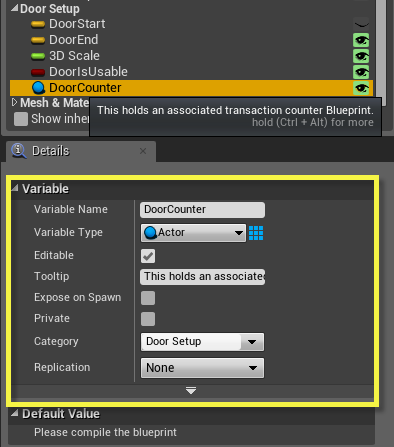 Door Setup
DoorStart
DoorEnd
3D Scale
DoorIsUsable
DoorCounter
Mesh & Mate
This holds an associated transaction counter Blueprint.
Show inher
hold (Ctrl + Alt) for more
Details
Variable
Variable Name DoorCounter
Variable Type Actor
Editable
Tooltip This holds an associated
Expose on Spawn
Private
Category Door Setup
Replication None
Default Value
Please compile the blueprint